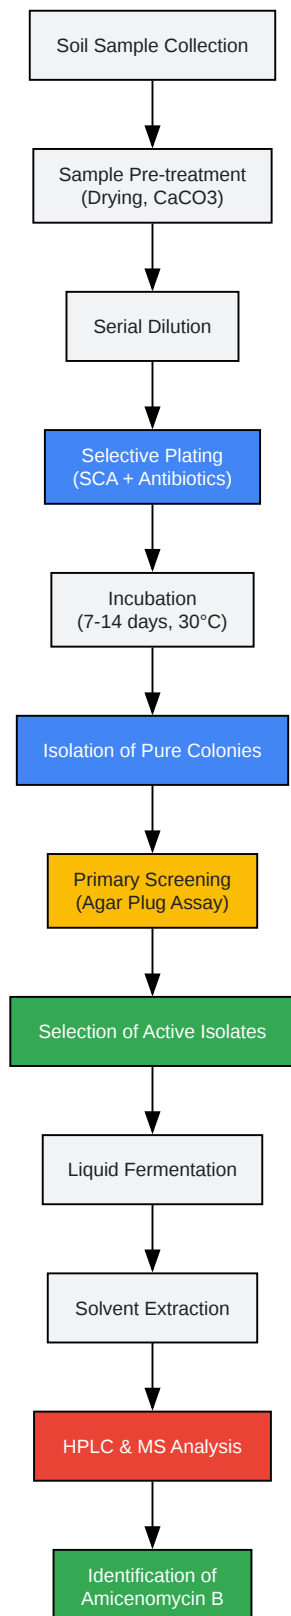 Soil Sample Collection
Sample Pre-treatment
(Drying, CaCO3)
Serial Dilution
Selective Plating
(SCA + Antibiotics)
Incubation
(7-14 days, 30°C)
Isolation of Pure Colonies
Primary Screening
(Agar Plug Assay)
Selection of Active Isolates
Liquid Fermentation
Solvent Extraction
HPLC & MS Analysis
Identification of
Amicenomycin B